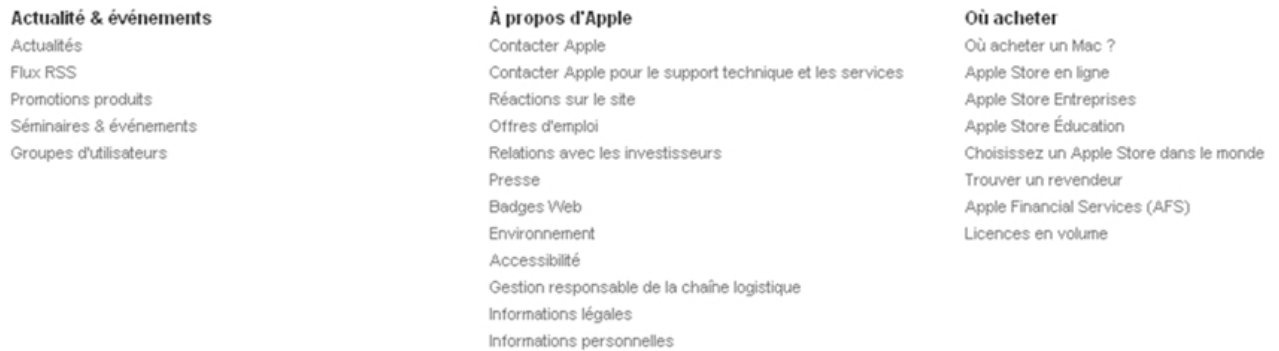 Actualité & événements
Actualités
Flux RSS
Promotions produits
Séminaires & événements
Groupes d'utilisateurs
À propos d'Apple
Contacter Apple
Contacter Apple pour le support technique et les services
Réactions sur le site
Offres d'emploi
Relations avec les investisseurs
Presse
Badges Web
Environnement
Accessibilité
Gestion responsable de la chaîne logistique
Informations légales
Informations personnelles
Où acheter
Où acheter un Mac ?
Apple Store en ligne
Apple Store Entreprises
Apple Store Éducation
Choisissez un Apple Store dans le monde
Trouver un revendeur
Apple Financial Services (AFS)
Licences en volume